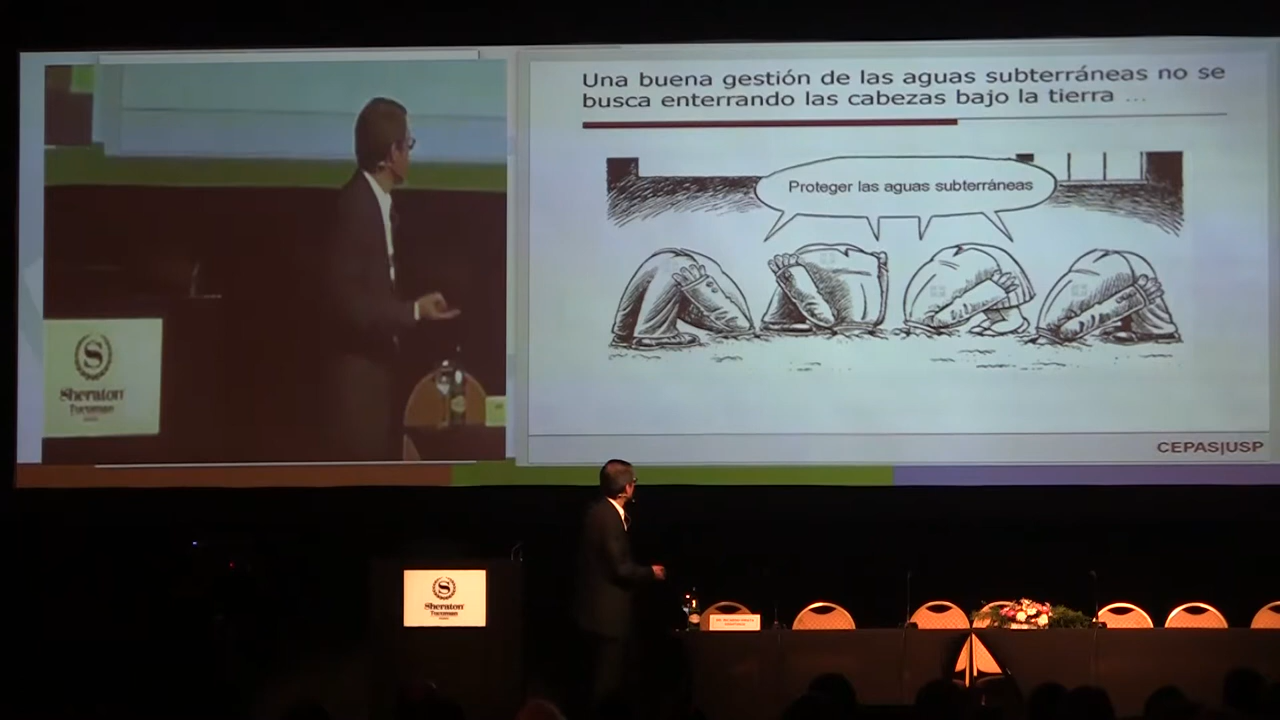 Una buena gestión de las aguas subterráneas no se
busca enterrando las cabezas bajo la tierra ...
Proteger las aguas subterráneas
CEPAS|USP
S
Sheraton
Tucuman
S
Sheraton
Tucuman